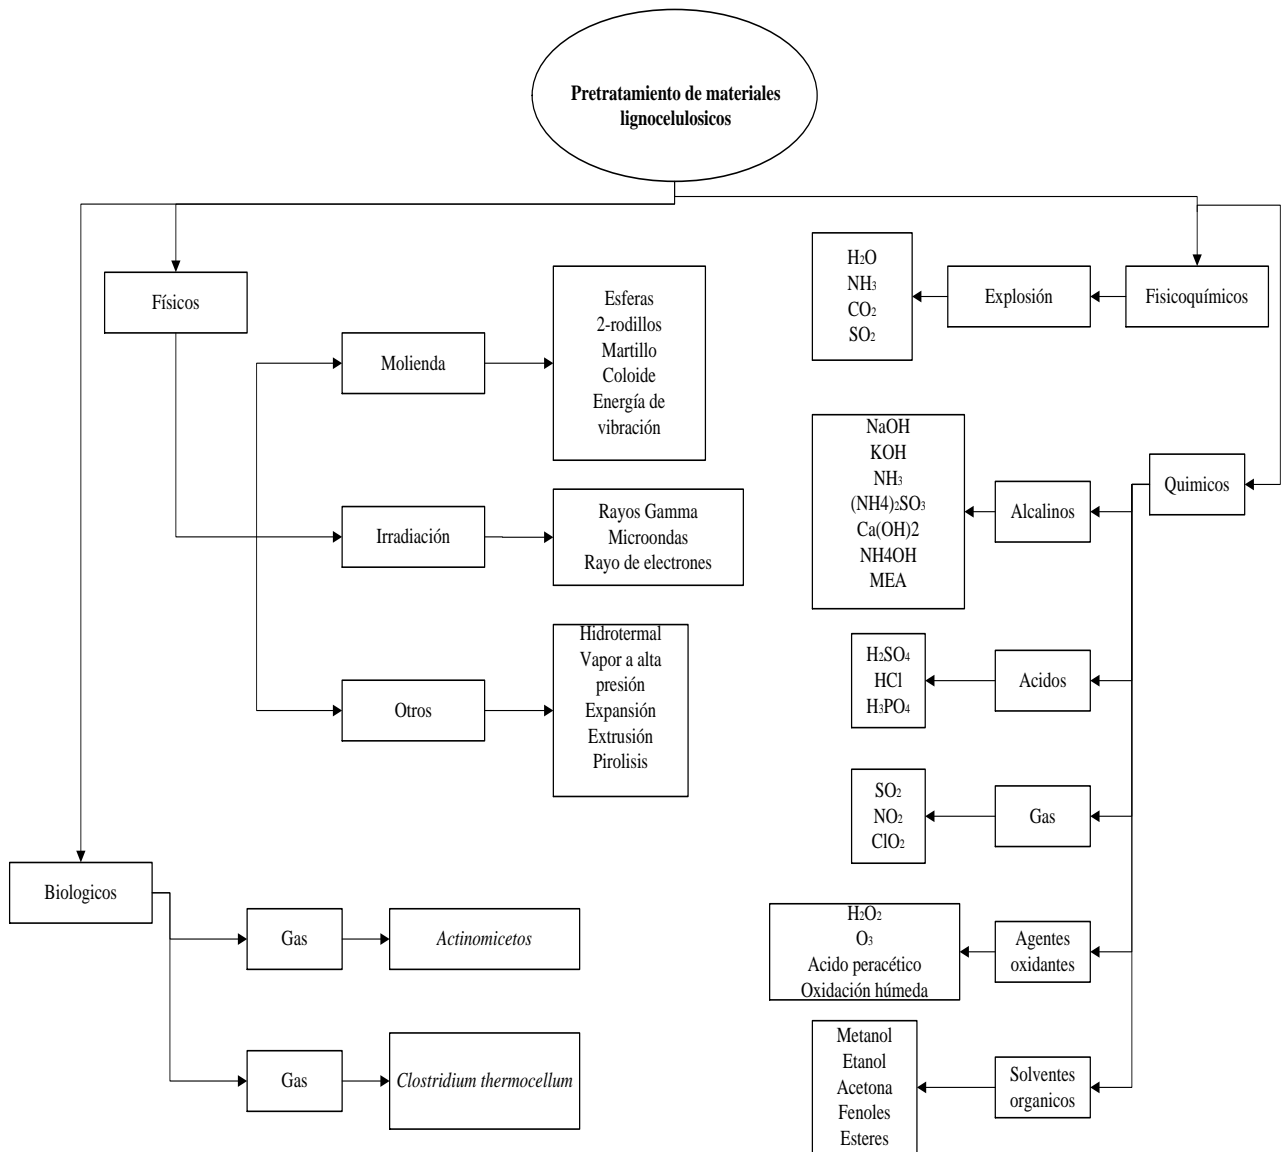 Pretratamiento de materiales
lignocelulosicos
Físicos
Molienda
Esferas
2-rodillos
Martillo
Coloide
Energía de
vibración
Irradiación
Rayos Gamma
Microondas
Rayo de electrones
Otros
Hidrotermal
Vapor a alta
presión
Expansión
Extrusión
Pirolisis
Biologicos
Gas
Actinomicetos
Gas
Clostridium thermocellum
Fisicoquímicos
Explosión
H₂O
NH₃
CO₂
SO₂
Quimicos
Alcalinos
NaOH
KOH
NH₃
(NH4)₂SO₃
Ca(OH)2
NH4OH
MEA
Acidos
H₂SO₄
HCl
H₃PO₄
Gas
SO₂
NO₂
ClO₂
Agentes
oxidantes
H₂O₂
O₃
Acido peracético
Oxidación húmeda
Solventes
organicos
Metanol
Etanol
Acetona
Fenoles
Esteres